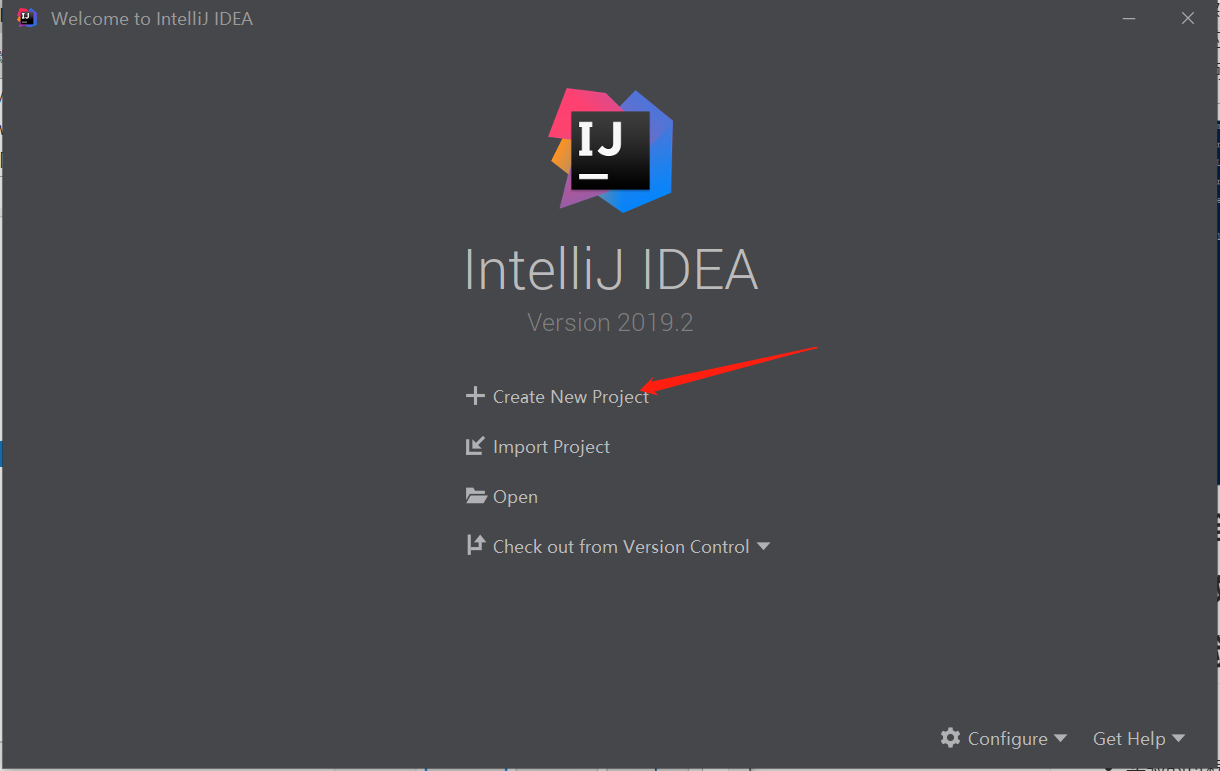 Welcome to IntelliJ IDEA
IJ
IntelliJ IDEA
Version 2019.2
Create New Project
Import Project
Open
Check out from Version Control
Configure
Get Help